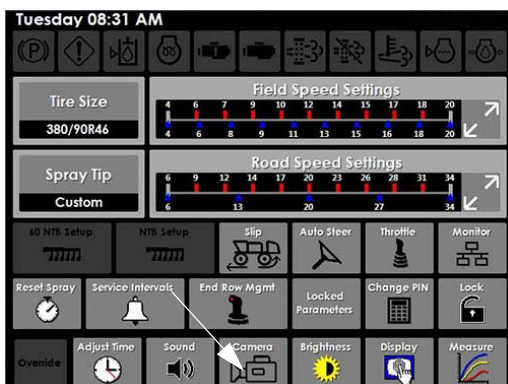 Tuesday 08:31 AM
(P)
Tire Size
380/90R46
Field Speed Settings
4 6 7 9 10 12 14 15 17 18 20
4 6 8 9 11 13 15 16 18 20
Spray Tip
Custom
Road Speed Settings
6 9 12 14 17 20 23 26 28 31 34
6 13 20 27 34
60 NTB Setup NTB Setup Slip Auto Steer Throttle Monitor
Reset Spray Service Intervals End Row Mgmt Locked Parameters Change PIN Lock
Override Adjust Time Sound Camera Brightness Display Measure